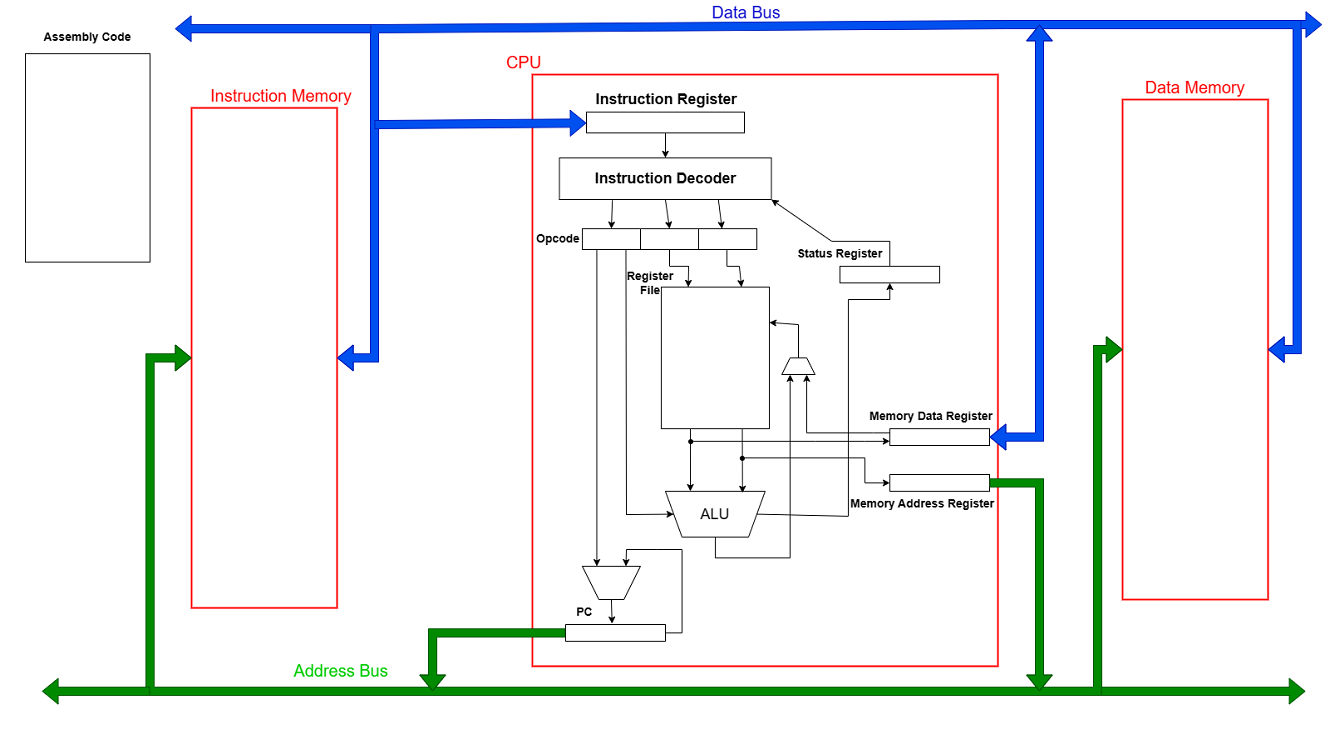 Data Bus
Assembly Code
CPU
Instruction Memory
Data Memory
Instruction Register
Instruction Decoder
Opcode
Status Register
Register
File
Memory Data Register
Memory Address Register
ALU
PC
Address Bus